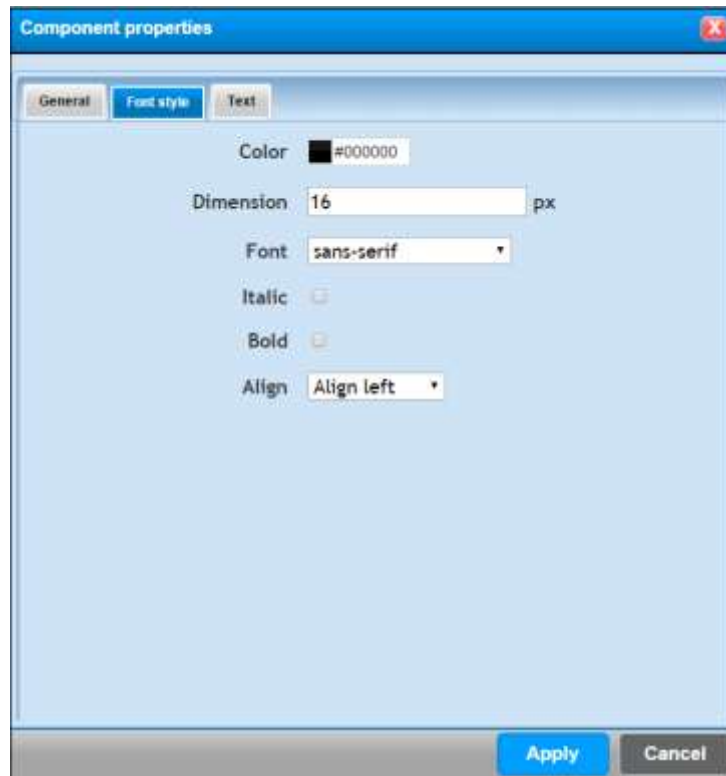 Component properties
X
General Font style Text
Color #000000
Dimension 16 px
Font sans-serif
Italic
Bold
Align Align left
Apply Cancel